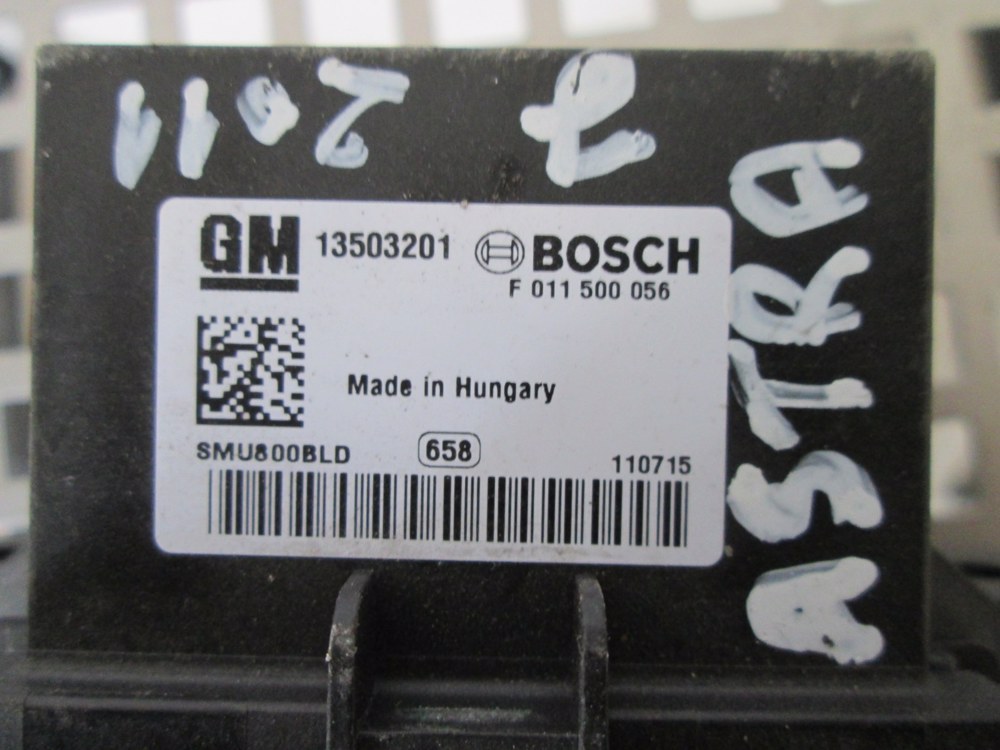 ASTRA
J 2011
GM 13503201 BOSCH
F 011 500 056
Made in Hungary
SMU800BLD 658 110715